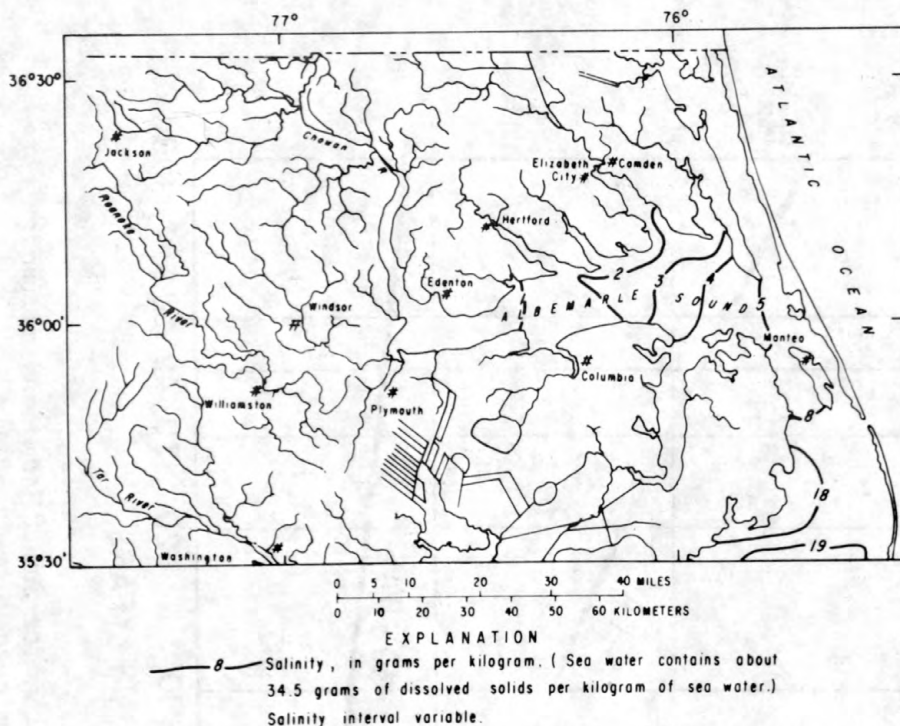 77°
76°
36°30'
ATLANTIC
OCEAN
Jackson
Chowan
R
Elizabeth
City
Camden
Roanoke
River
Hertford
2
3
4
5
Edenton
1
ALBEMARLE SOUND
36°00'
Windsor
Manteo
Columbia
Williamston
Plymouth
8
Tar
River
18
19
35°30'
Washington
0 5 10 20 30 40 MILES
0 10 20 30 40 50 60 KILOMETERS
EXPLANATION
8 Salinity, in grams per kilogram. (Sea water contains about
34.5 grams of dissolved solids per kilogram of sea water.)
Salinity interval variable.